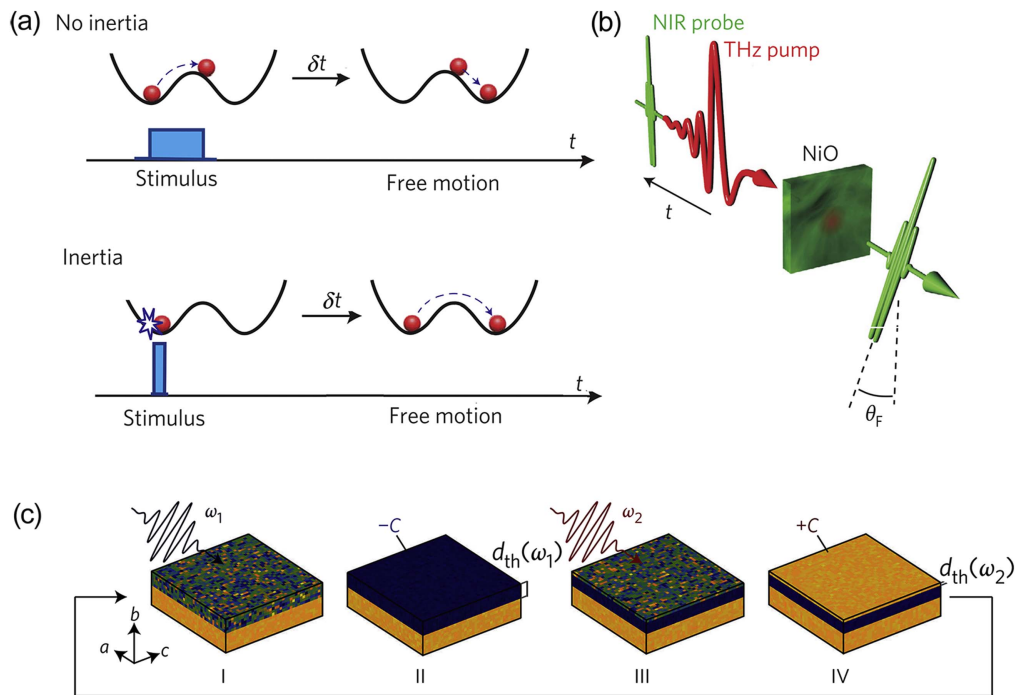 (a)
No inertia
δt
t
Stimulus
Free motion
Inertia
δt
t
Stimulus
Free motion
(b)
NIR probe
THz pump
NiO
t
θF
(c)
ω1
−C
dth(ω1)
ω2
+C
dth(ω2)
b
a
c
I
II
III
IV